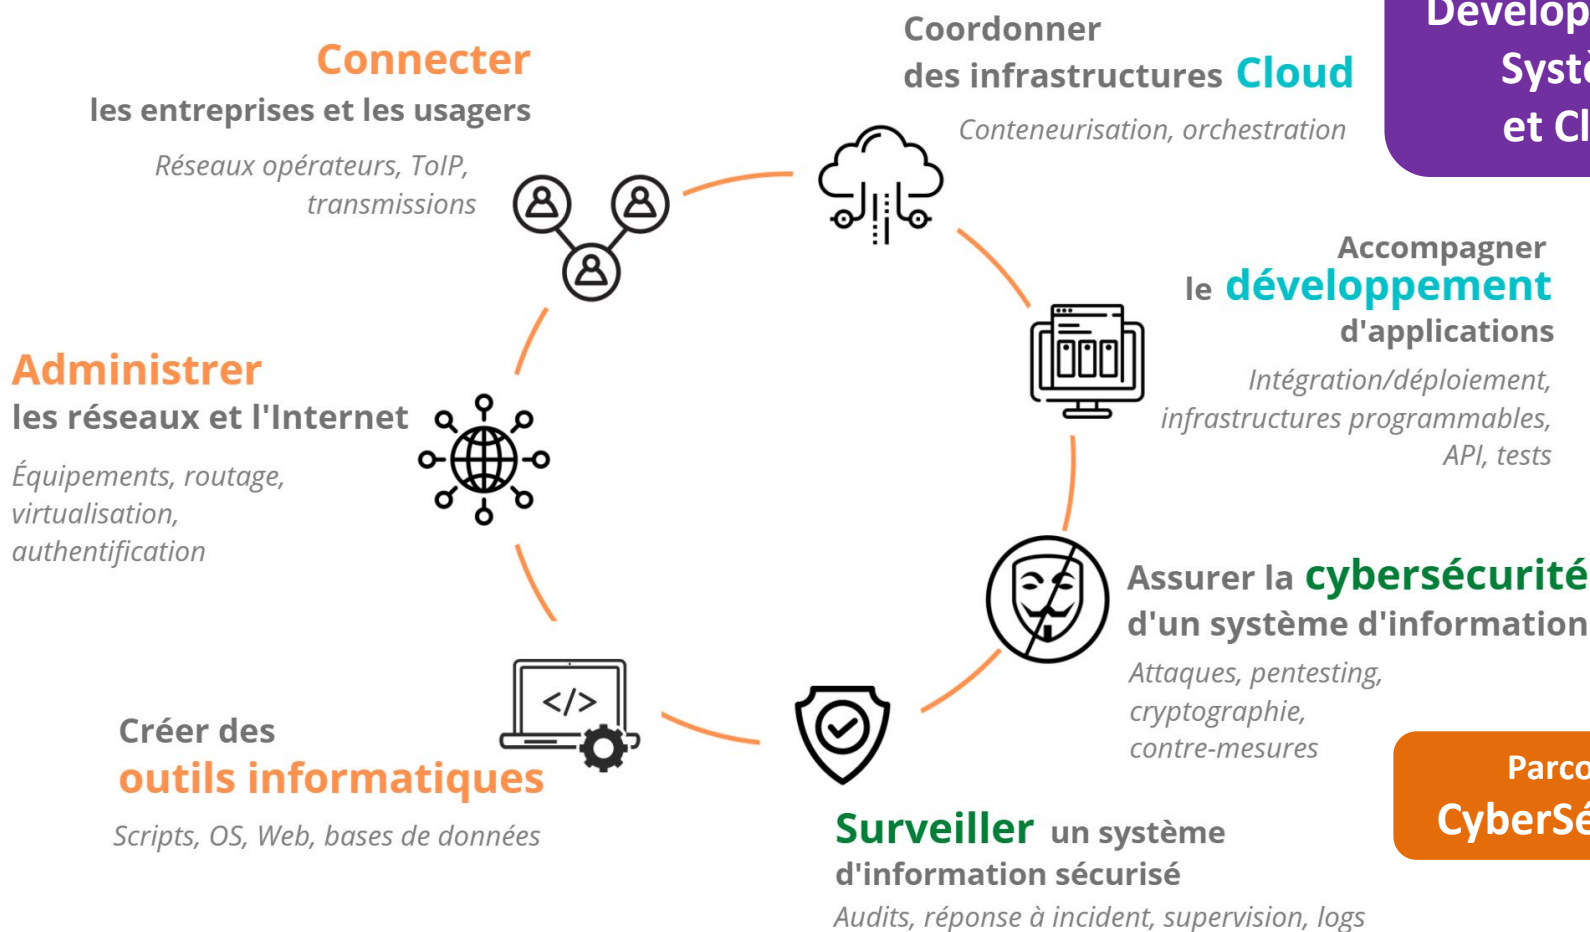 Connecter
les entreprises et les usagers
Réseaux opérateurs, ToIP,
transmissions
Coordonner
des infrastructures Cloud
Conteneurisation, orchestration
et
Accompagner
le développement
d'applications
Intégration/déploiement,
infrastructures programmables,
API, tests
Administrer
les réseaux et l'Internet
Équipements, routage,
virtualisation,
authentification
</>
Assurer la cybersécurité
d'un système d'information
Attaques, pentesting,
cryptographie,
contre-mesures
Créer des
outils informatiques
Scripts, OS, Web, bases de données
Surveiller un système
d'information sécurisé
Audits, réponse à incident, supervision, logs